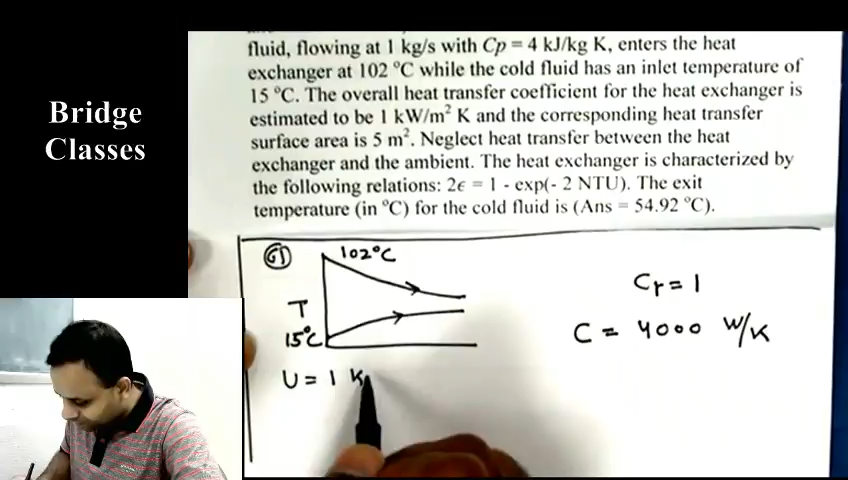 Bridge
Classes
fluid, flowing at 1 kg/s with Cp = 4 kJ/kg K, enters the heat
exchanger at 102 °C while the cold fluid has an inlet temperature of
15 °C. The overall heat transfer coefficient for the heat exchanger is
estimated to be 1 kW/m² K and the corresponding heat transfer
surface area is 5 m². Neglect heat transfer between the heat
exchanger and the ambient. The heat exchanger is characterized by
the following relations: 2ϵ = 1 - exp(- 2 NTU). The exit
temperature (in °C) for the cold fluid is (Ans = 54.92 °C).
102°C
T
15°C
U = 1 K
Cr = 1
C = 4000 W/K